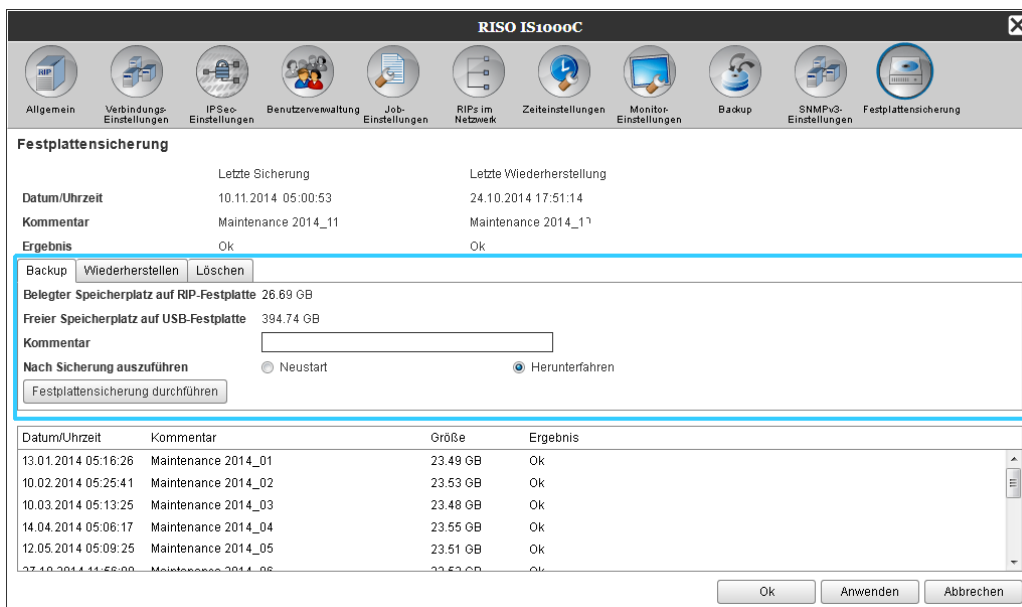 RISO IS1000C
RIP
Allgemein
Verbindungs-
Einstellungen
IPSec-
Einstellungen
Benutzerverwaltung
Job-
Einstellungen
RIPs im
Netzwerk
Zeiteinstellungen
Monitor-
Einstellungen
Backup
SNMPv3-
Einstellungen
Festplattensicherung
Festplattensicherung
Letzte Sicherung Letzte Wiederherstellung
Datum/Uhrzeit 10.11.2014 05:00:53 24.10.2014 17:51:14
Kommentar Maintenance 2014_11 Maintenance
Ergebnis Ok Ok
Backup Wiederherstellen Löschen
Belegter Speicherplatz auf RIP-Festplatte 26.69 GB
Freier Speicherplatz auf USB-Festplatte 394.74 GB
Kommentar
Nach Sicherung auszuführen Neustart Herunterfahren
Festplattensicherung durchführen
Datum/Uhrzeit Kommentar Größe Ergebnis
13.01.2014 05:16:26 Maintenance 2014_01 23.49 GB Ok
10.02.2014 05:25:41 Maintenance 2014_02 23.53 GB Ok
10.03.2014 05:13:25 Maintenance 2014_03 23.48 GB Ok
14.04.2014 05:06:17 Maintenance 2014_04 23.55 GB Ok
12.05.2014 05:09:25 Maintenance 2014_05 23.51 GB Ok
Ok Anwenden Abbrechen